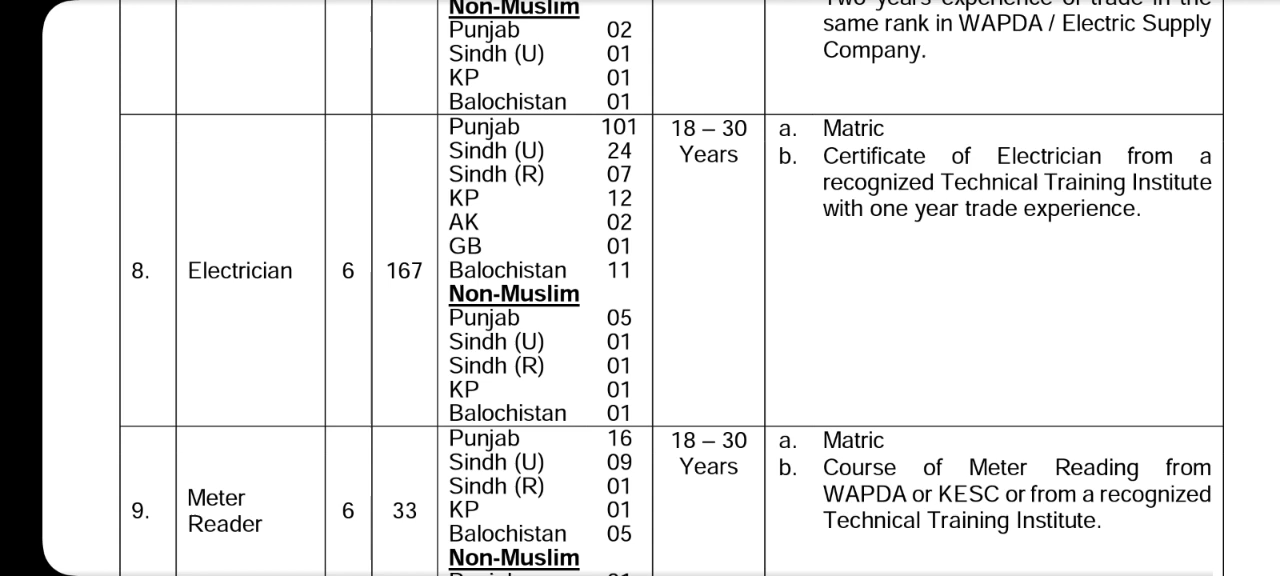 Non-Muslim
Punjab 02
Sindh (U) 01
KP 01
Balochistan 01
Two years experience of trade in the
same rank in WAPDA / Electric Supply
Company.
8.
Electrician
6
167
Punjab 101
Sindh (U) 24
Sindh (R) 07
KP 12
AK 02
GB 01
Balochistan 11
Non-Muslim
Punjab 05
Sindh (U) 01
Sindh (R) 01
KP 01
Balochistan 01
18 – 30
Years
a. Matric
b. Certificate of Electrician from a
recognized Technical Training Institute
with one year trade experience.
9.
Meter
Reader
6
33
Punjab 16
Sindh (U) 09
Sindh (R) 01
KP 01
Balochistan 05
Non-Muslim
18 – 30
Years
a. Matric
b. Course of Meter Reading from
WAPDA or KESC or from a recognized
Technical Training Institute.